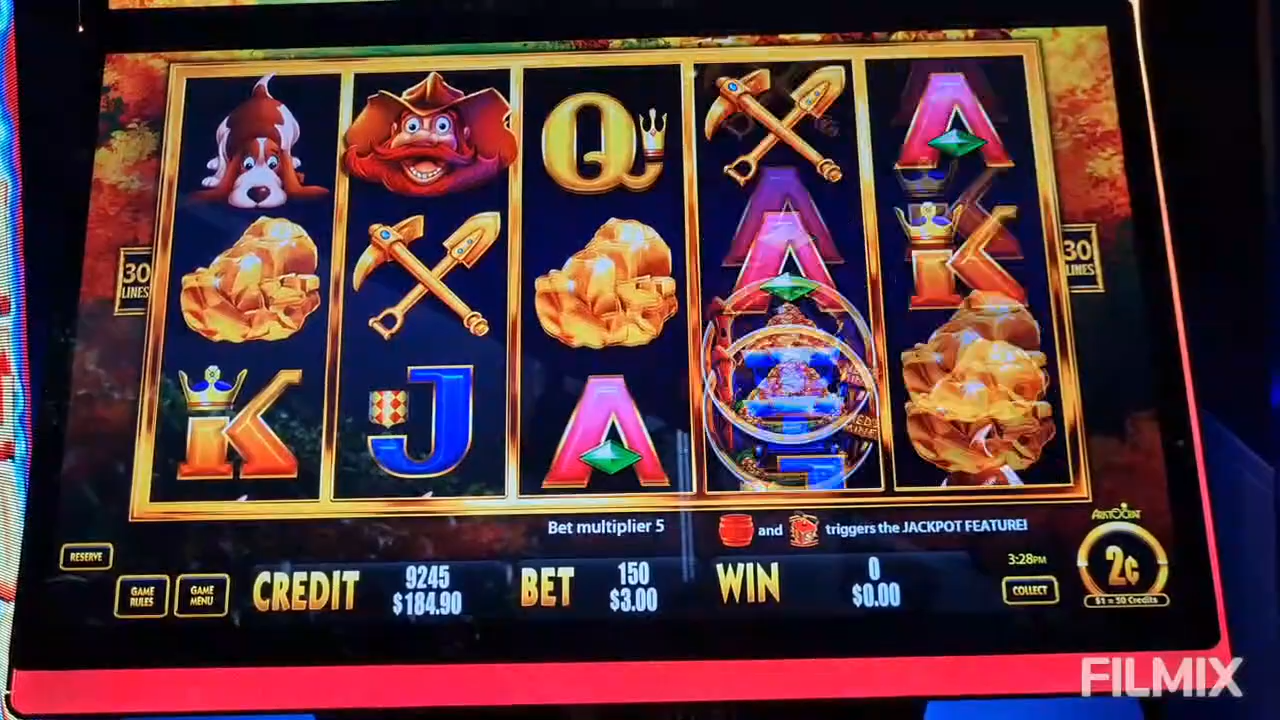 Q
A
A
K
30
LINES
30
LINES
K
J
A
Bet multiplier 5
and
triggers the JACKPOT FEATURE!
ARISTOCRAT
RESERVE
GAME
RULES
GAME
MENU
CREDIT
9245
$184.90
BET
150
$3.00
WIN
0
$0.00
3:28PM
COLLECT
2¢
$1 = 50 Credits
FILMIX